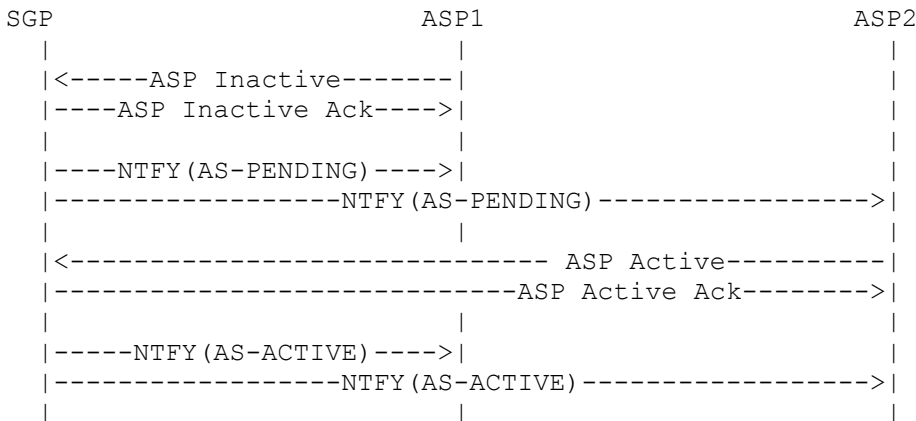 SGP                       ASP1                       ASP2
  |                         |                          |
  |<-----ASP Inactive-------|                          |
  |----ASP Inactive Ack---->|                          |
  |                         |                          |
  |----NTFY(AS-PENDING)---->|                          |
  |------------------NTFY(AS-PENDING)----------------->|
  |                         |                          |
  |<------------------------------ ASP Active----------|
  |-----------------------------ASP Active Ack-------->|
  |                         |                          |
  |-----NTFY(AS-ACTIVE)---->|                          |
  |------------------NTFY(AS-ACTIVE)------------------>|
  |                         |                          |